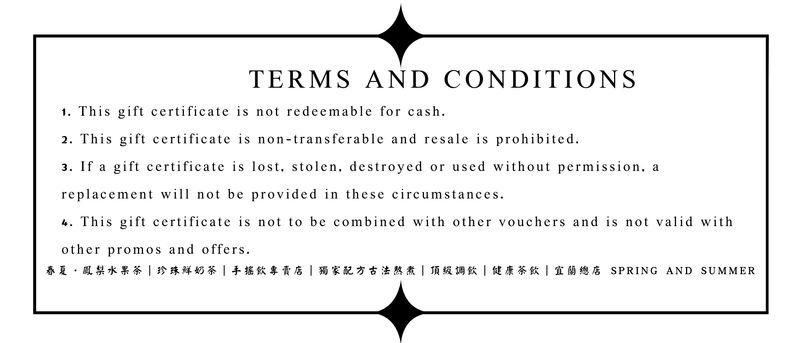 TERMS AND CONDITIONS
1. This gift certificate is not redeemable for cash.
2. This gift certificate is non-transferable and resale is prohibited.
3. If a gift certificate is lost, stolen, destroyed or used without permission, a
replacement will not be provided in these circumstances.
4. This gift certificate is not to be combined with other vouchers and is not valid with
other promos and offers.
春夏・鳳梨水果茶|珍珠鮮奶茶|手搖飲專賣店|獨家配方古法熬煮|頂級調飲|健康茶飲|宜蘭總店 SPRING AND SUMMER